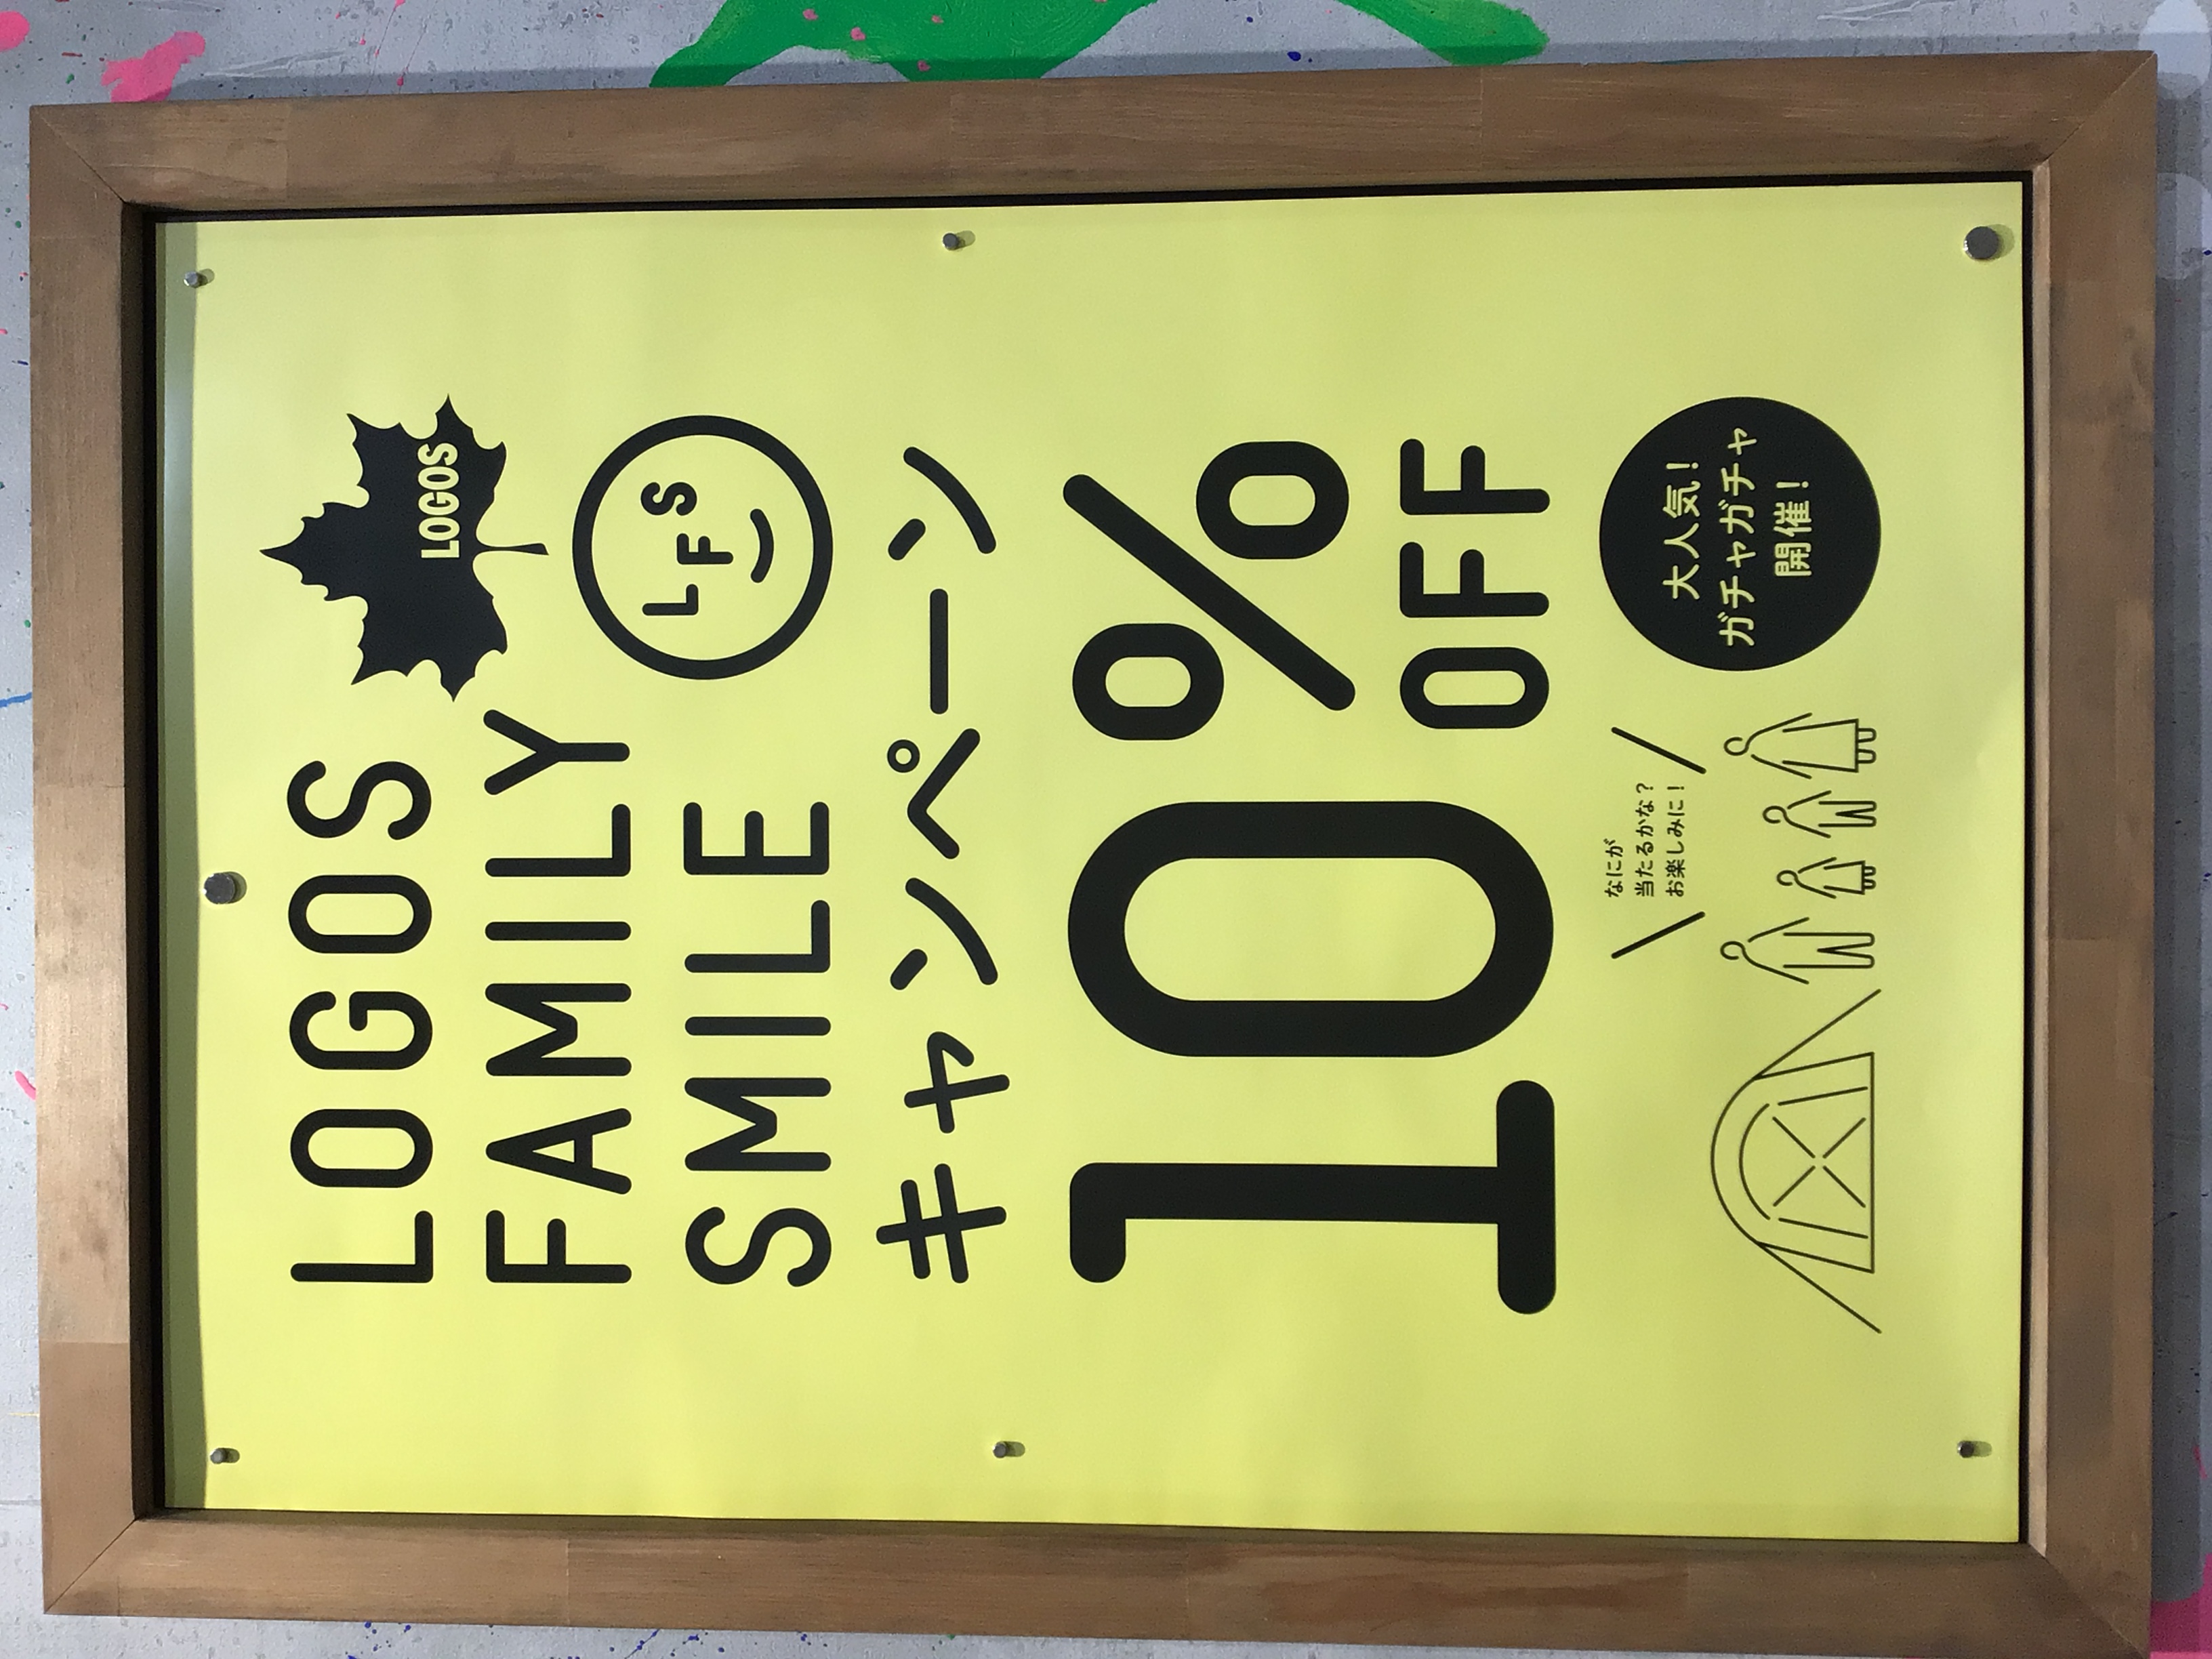 LOGOS
LOGOS
FAMILY
SMILE
L F S
キャンペーン
10%
OFF
なにが
当たるかな?
お楽しみに!
大人気!
ガチャガチャ
開催!